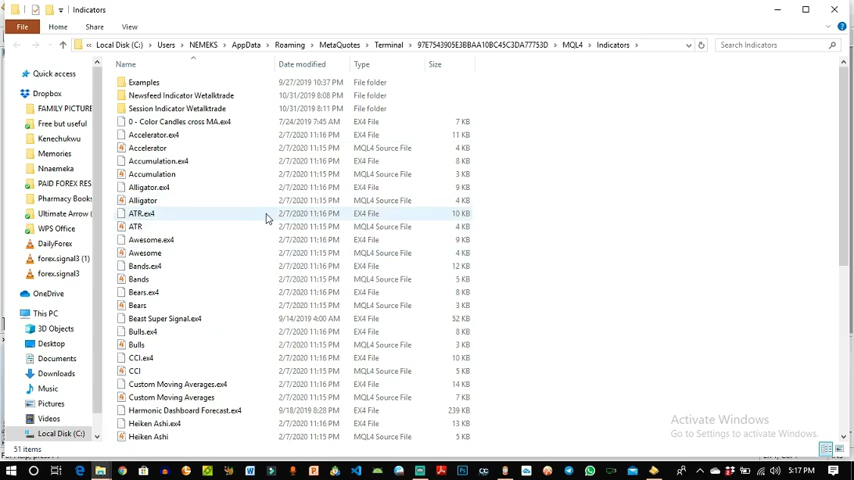 Indicators
File
Home
Share
View
« Local Disk (C:) › Users › NEMEKS › AppData › Roaming › MetaQuotes › Terminal › 97E7543905E3BBAA10BC45C3DA77753D › MQL4 › Indicators ›
Search Indicators
Name Date modified Type Size
Quick access
Dropbox
FAMILY PICTURE
Free but useful
Kenechukwu
Memories
Nnaemeka
PAID FOREX RES
Pharmacy Books
Ultimate Arrow (
WPS Office
DailyForex
forex.signal3 (1)
forex.signal3
OneDrive
This PC
3D Objects
Desktop
Documents
Downloads
Music
Pictures
Videos
Local Disk (C:)
Examples 9/27/2019 10:37 PM File folder
Newsfeed Indicator Wetalktrade 10/31/2019 8:08 PM File folder
Session Indicator Wetalktrade 10/31/2019 8:11 PM File folder
0 - Color Candles cross MA.ex4 7/24/2019 7:45 AM EX4 File 7 KB
Accelerator.ex4 2/7/2020 11:16 PM EX4 File 11 KB
Accelerator 2/7/2020 11:15 PM MQL4 Source File 4 KB
Accumulation.ex4 2/7/2020 11:16 PM EX4 File 8 KB
Accumulation 2/7/2020 11:15 PM MQL4 Source File 3 KB
Alligator.ex4 2/7/2020 11:16 PM EX4 File 9 KB
Alligator 2/7/2020 11:15 PM MQL4 Source File 4 KB
ATR.ex4 2/7/2020 11:16 PM EX4 File 10 KB
ATR 2/7/2020 11:15 PM MQL4 Source File 4 KB
Awesome.ex4 2/7/2020 11:16 PM EX4 File 9 KB
Awesome 2/7/2020 11:15 PM MQL4 Source File 4 KB
Bands.ex4 2/7/2020 11:16 PM EX4 File 12 KB
Bands 2/7/2020 11:15 PM MQL4 Source File 5 KB
Bears.ex4 2/7/2020 11:16 PM EX4 File 8 KB
Bears 2/7/2020 11:15 PM MQL4 Source File 3 KB
Beast Super Signal.ex4 9/14/2019 4:00 AM EX4 File 52 KB
Bulls.ex4 2/7/2020 11:16 PM EX4 File 8 KB
Bulls 2/7/2020 11:15 PM MQL4 Source File 3 KB
CCI.ex4 2/7/2020 11:16 PM EX4 File 10 KB
CCI 2/7/2020 11:15 PM MQL4 Source File 5 KB
Custom Moving Averages.ex4 2/7/2020 11:16 PM EX4 File 14 KB
Custom Moving Averages 2/7/2020 11:15 PM MQL4 Source File 7 KB
Harmonic Dashboard Forecast.ex4 9/18/2019 8:28 PM EX4 File 239 KB
Heiken Ashi.ex4 2/7/2020 11:16 PM EX4 File 13 KB
Heiken Ashi 2/7/2020 11:15 PM MQL4 Source File 5 KB
Activate Windows
Go to Settings to activate Windows.
51 items
5:17 PM